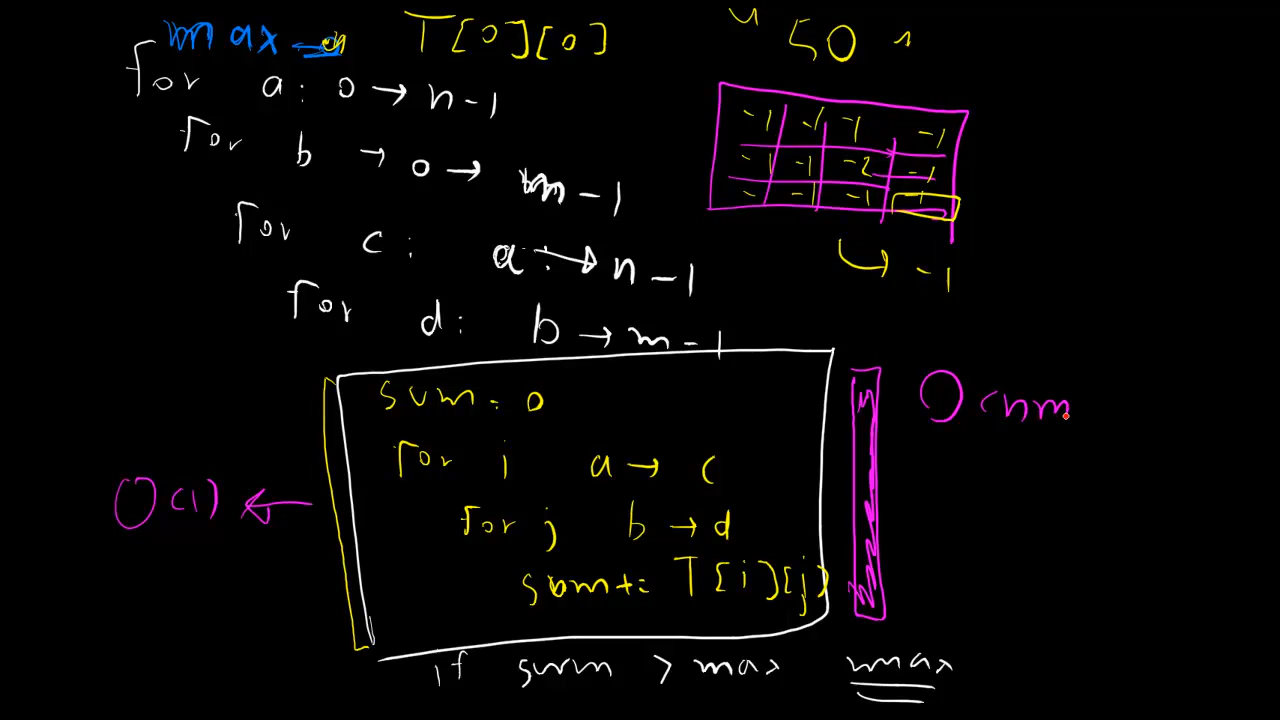 max T[0][0]
" 50 "
for a: 0 → n-1
for b → 0 → m-1
for c: a: → n-1
for d: b → m-1
-1 -1 -1 -1
-1 -1 -2 -1
- -1 -1 -1
→ -1
sum = 0
for i a → c
for j b → d
sum += T[i][j]
O(1) ←
O(nm
if sum > max max